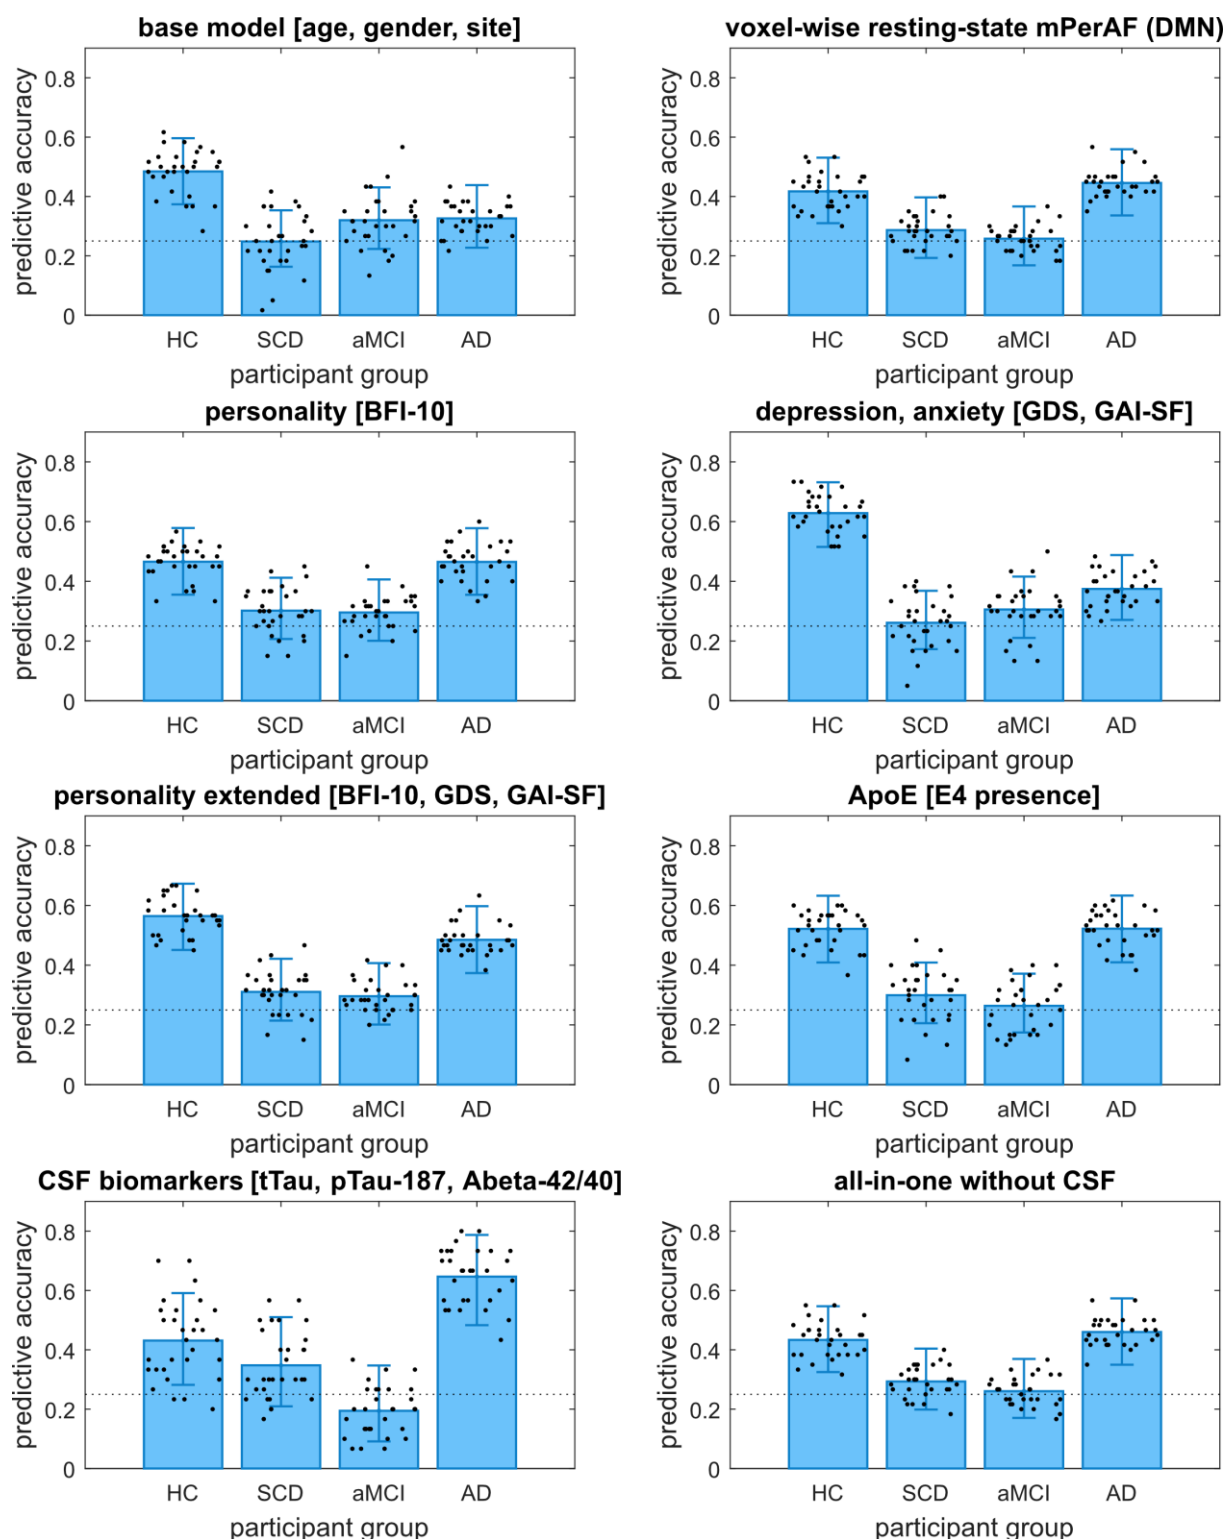 base model [age, gender, site]
predictive accuracy
0.8
0.6
0.4
0.2
0
HC SCD aMCI AD
participant group
voxel-wise resting-state mPerAF (DMN)
predictive accuracy
0.8
0.6
0.4
0.2
0
HC SCD aMCI AD
participant group
personality [BFI-10]
predictive accuracy
0.8
0.6
0.4
0.2
0
HC SCD aMCI AD
participant group
depression, anxiety [GDS, GAI-SF]
predictive accuracy
0.8
0.6
0.4
0.2
0
HC SCD aMCI AD
participant group
personality extended [BFI-10, GDS, GAI-SF]
predictive accuracy
0.8
0.6
0.4
0.2
0
HC SCD aMCI AD
participant group
ApoE [E4 presence]
predictive accuracy
0.8
0.6
0.4
0.2
0
HC SCD aMCI AD
participant group
CSF biomarkers [tTau, pTau-187, Abeta-42/40]
predictive accuracy
0.8
0.6
0.4
0.2
0
HC SCD aMCI AD
participant group
all-in-one without CSF
predictive accuracy
0.8
0.6
0.4
0.2
0
HC SCD aMCI AD
participant group